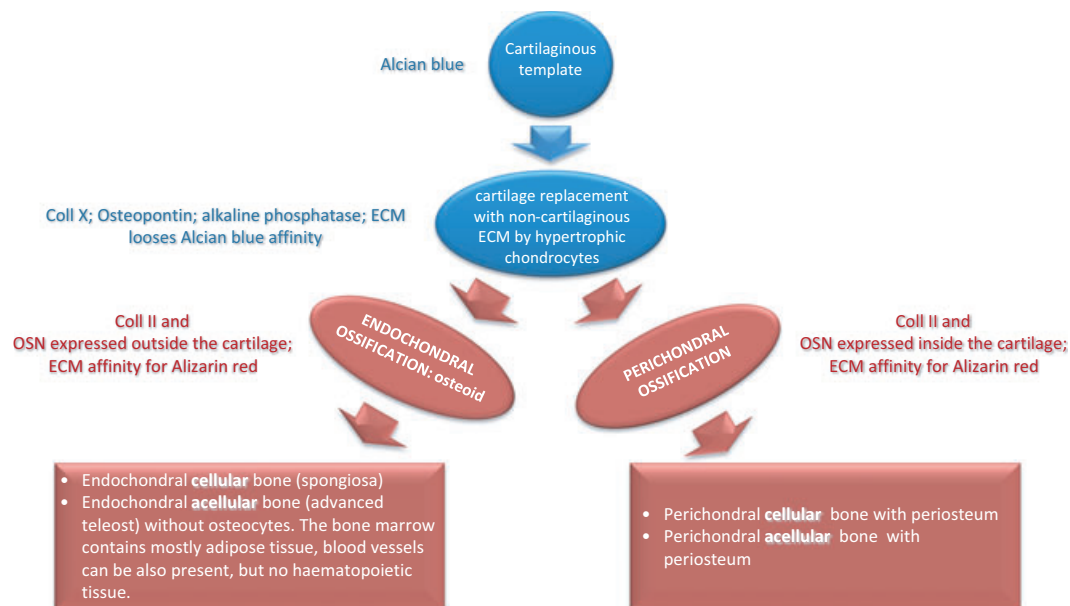 Alcian blue
Cartilaginous
template
Coll X; Osteopontin; alkaline phosphatase; ECM
looses Alcian blue affinity
cartilage replacement
with non-cartilaginous
ECM by hypertrophic
chondrocytes
Coll II and
OSN expressed outside the cartilage;
ECM affinity for Alizarin red
ENDOCHONDRAL
OSSIFICATION: osteoid
PERICHONDRAL
OSSIFICATION
Coll II and
OSN expressed inside the cartilage;
ECM affinity for Alizarin red
• Endochondral cellular bone (spongiosa)
• Endochondral acellular bone (advanced
teleost) without osteocytes. The bone marrow
contains mostly adipose tissue, blood vessels
can be also present, but no haematopoietic
tissue.
• Perichondral cellular bone with periosteum
• Perichondral acellular bone with
periosteum